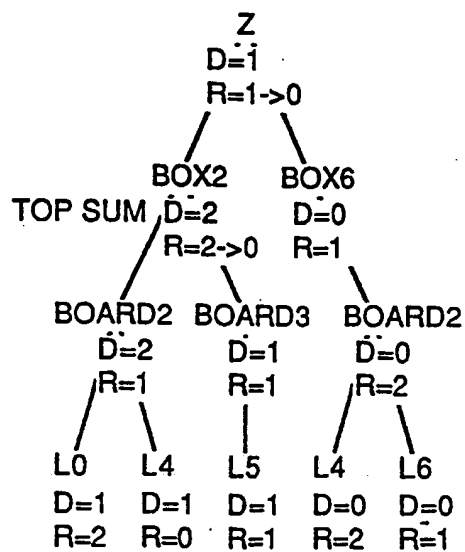 Z
D=1
R=1->0
BOX2 BOX6
TOP SUM D=2 D=0
R=2->0 R=1
BOARD2 BOARD3 BOARD2
D=2 D=1 D=0
R=1 R=1 R=2
L0 L4 L5 L4 L6
D=1 D=1 D=1 D=0 D=0
R=2 R=0 R=1 R=2 R=1